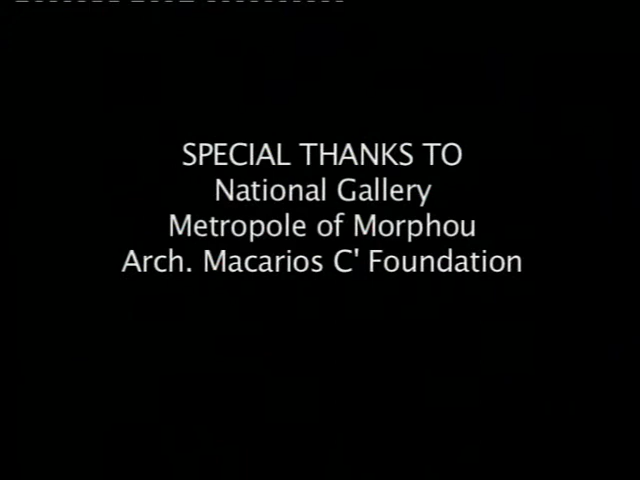 SPECIAL THANKS TO
National Gallery
Metropole of Morphou
Arch. Macarios C' Foundation